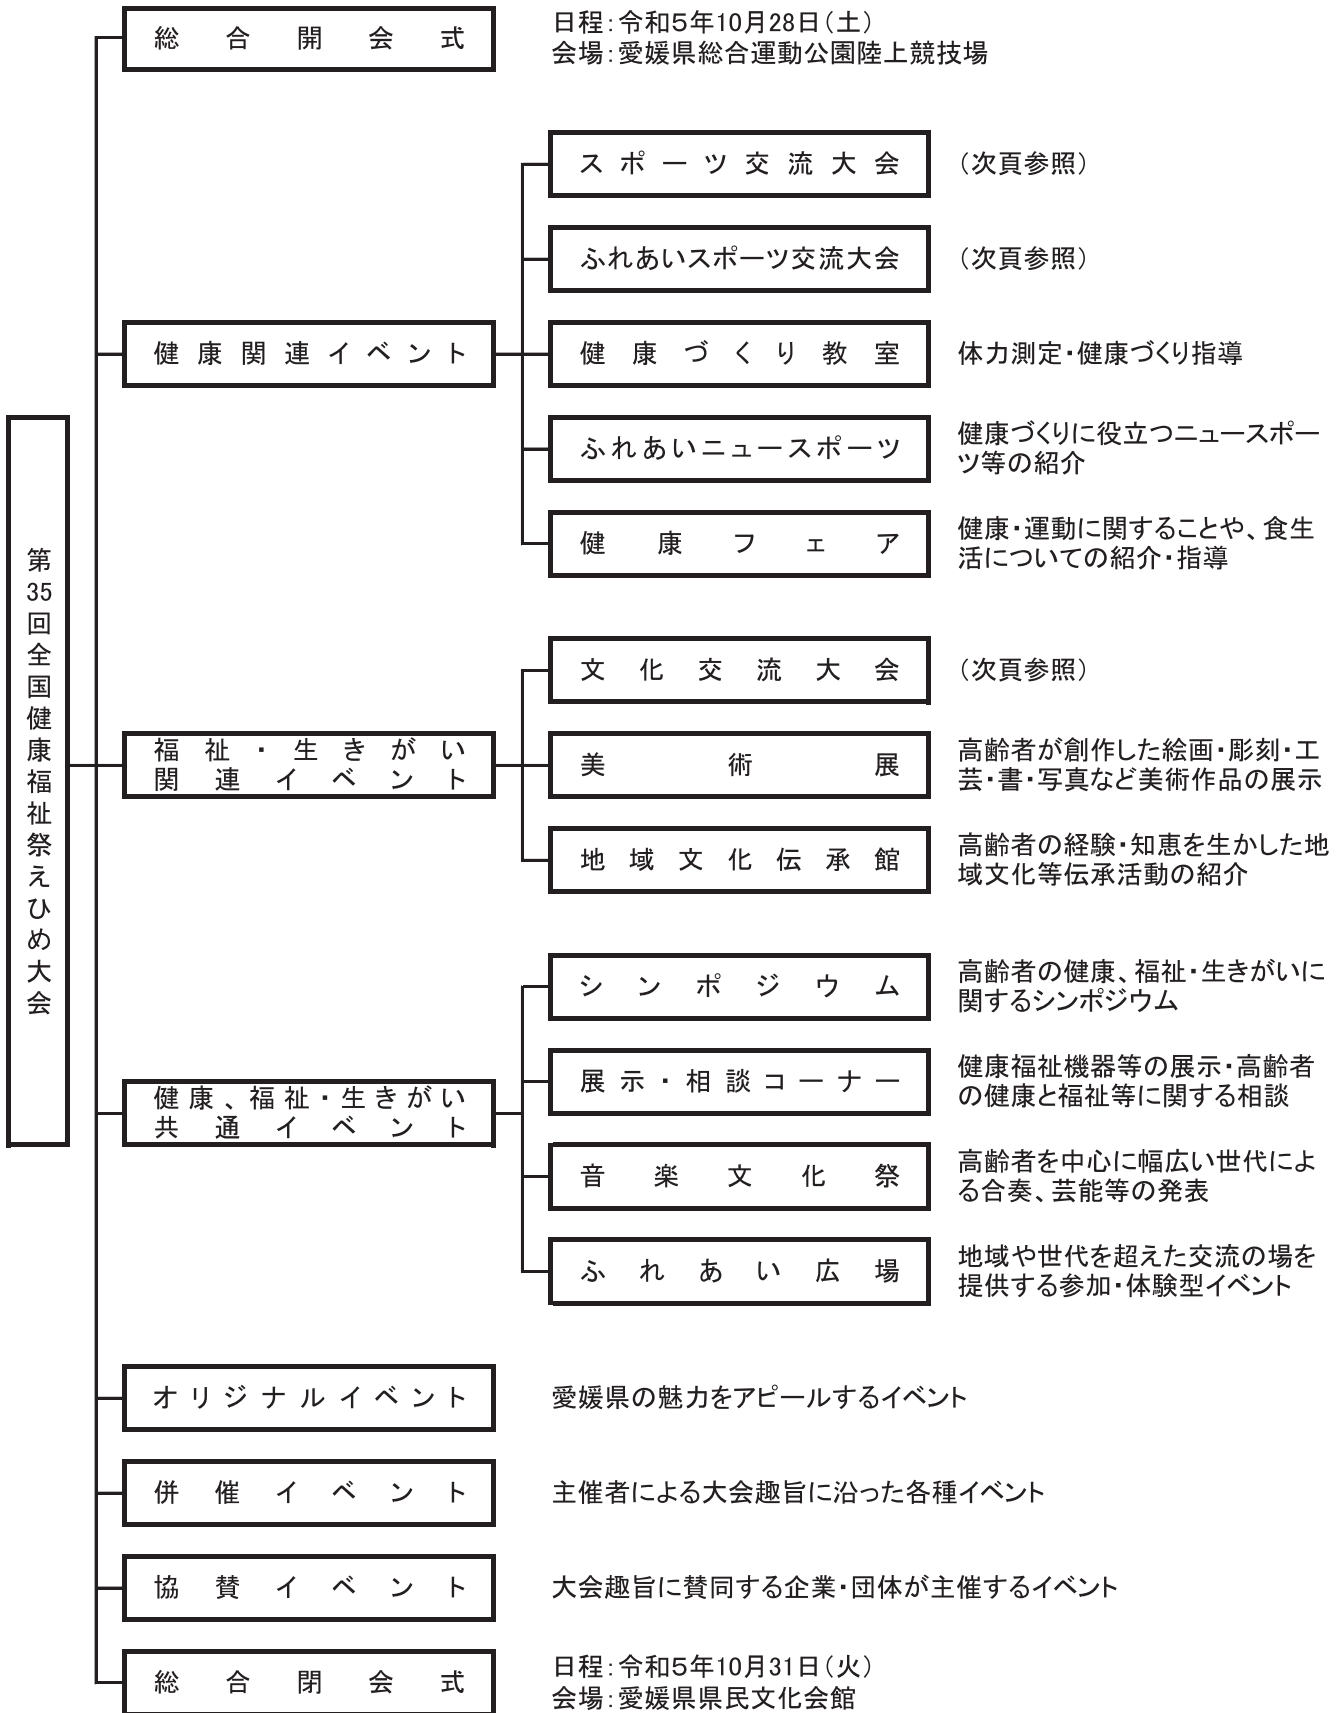 第35回全国健康福祉祭えひめ大会
総合開会式
日程：令和5年10月28日（土）
会場：愛媛県総合運動公園陸上競技場
健康関連イベント
スポーツ交流大会
（次頁参照）
ふれあいスポーツ交流大会
（次頁参照）
健康づくり教室
体力測定・健康づくり指導
ふれあいニュースポーツ
健康づくりに役立つニュースポー
ツ等の紹介
健康フェア
健康・運動に関することや、食生
活についての紹介・指導
福祉・生きがい
関連イベント
文化交流大会
（次頁参照）
美術展
高齢者が創作した絵画・彫刻・工
芸・書・写真など美術作品の展示
地域文化伝承館
高齢者の経験・知恵を生かした地
域文化等伝承活動の紹介
健康、福祉・生きがい
共通イベント
シンポジウム
高齢者の健康、福祉・生きがいに
関するシンポジウム
展示・相談コーナー
健康福祉機器等の展示・高齢者
の健康と福祉等に関する相談
音楽文化祭
高齢者を中心に幅広い世代によ
る合奏、芸能等の発表
ふれあい広場
地域や世代を超えた交流の場を
提供する参加・体験型イベント
オリジナルイベント
愛媛県の魅力をアピールするイベント
併催イベント
主催者による大会趣旨に沿った各種イベント
協賛イベント
大会趣旨に賛同する企業・団体が主催するイベント
総合閉会式
日程：令和5年10月31日（火）
会場：愛媛県県民文化会館